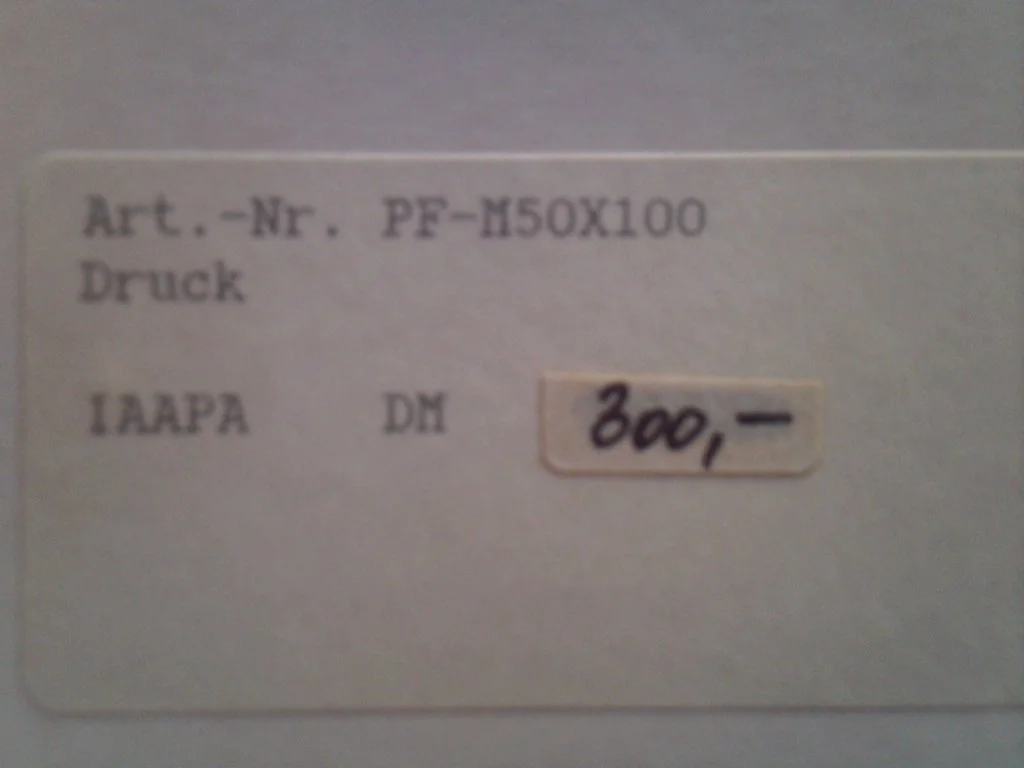 Art.-Nr. PF-M50X100
Druck
IAAPA DM 300,-